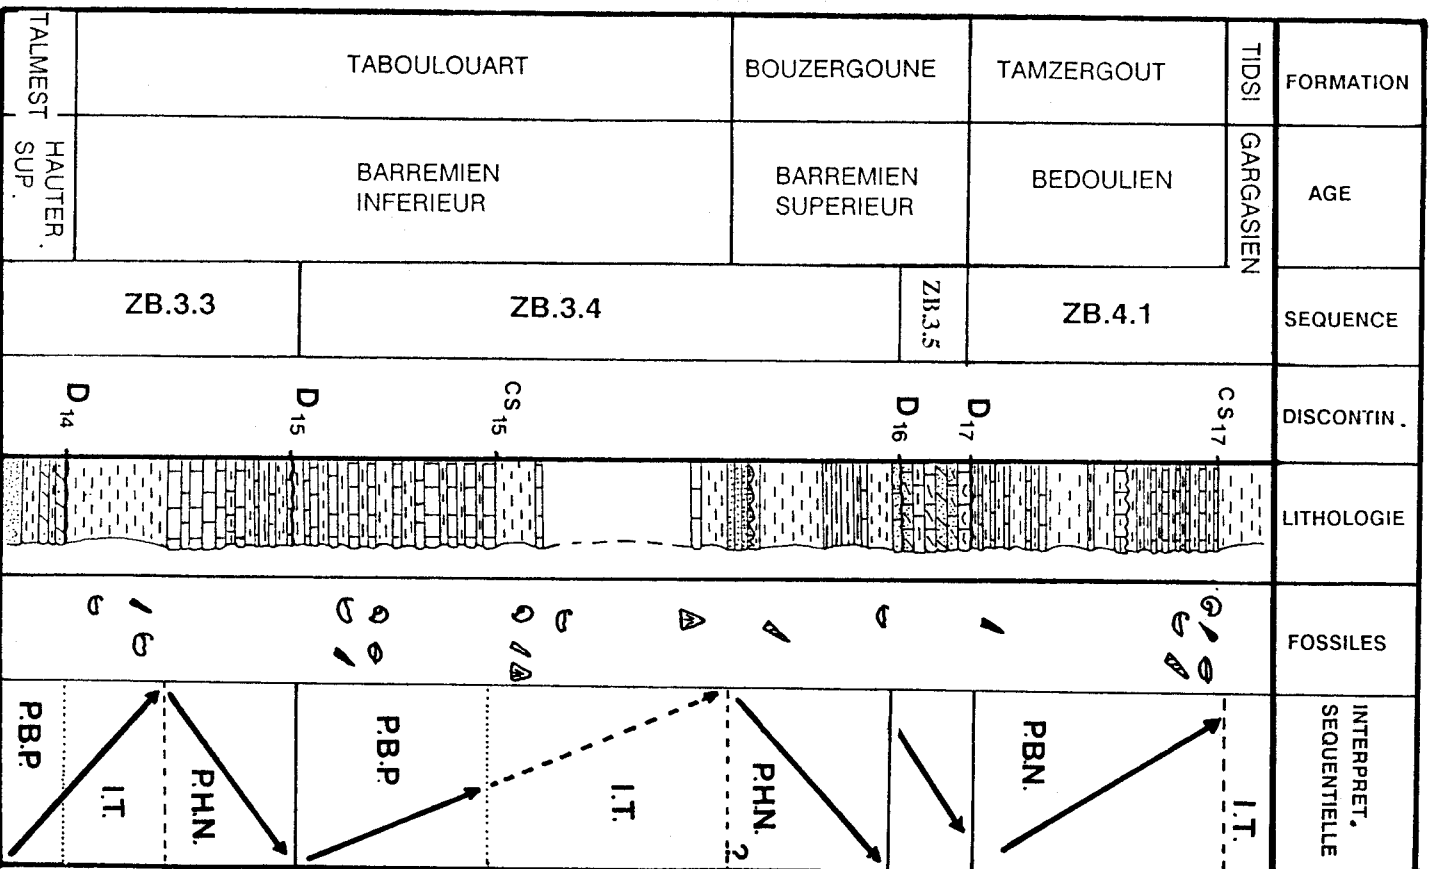 TALMEST
TABOULOUART
BOUZERGOUNE
TAMZERGOUT
TIDSI
FORMATION
HAUTER.
SUP.
BARREMIEN
INFERIEUR
BARREMIEN
SUPERIEUR
BEDOULIEN
GARGASIEN
AGE
ZB.3.3
ZB.3.4
ZB.3.5
ZB.4.1
SEQUENCE
D14
D15
CS15
D16
D17
CS17
DISCONTIN.
LITHOLOGIE
FOSSILES
P.B.P.
I.T.
P.H.N.
P.B.P
I.T.
P.H.N. ?
P.B.N.
I.T.
INTERPRET.
SEQUENTIELLE